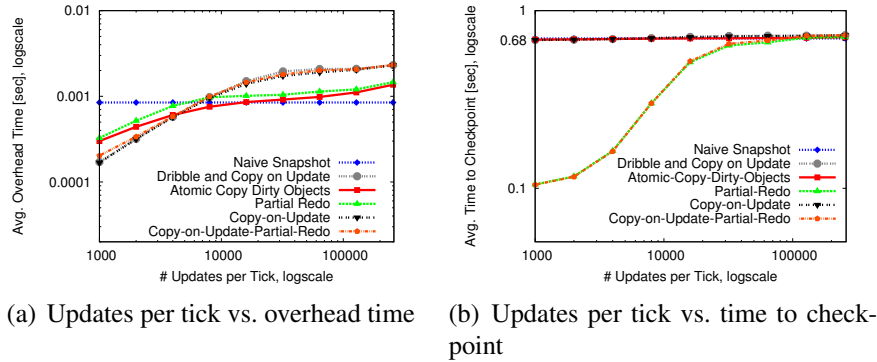 0.01
0.001
0.0001
Avg. Overhead Time [sec], logscale
Naive Snapshot
Dribble and Copy on Update
Atomic Copy Dirty Objects
Partial Redo
Copy-on-Update
Copy-on-Update-Partial-Redo
1000
10000
100000
# Updates per Tick, logscale
(a) Updates per tick vs. overhead time
1
0.68
0.1
Avg. Time to Checkpoint [sec], logscale
Naive Snapshot
Dribble and Copy on Update
Atomic-Copy-Dirty-Objects
Partial-Redo
Copy-on-Update
Copy-on-Update-Partial-Redo
1000
10000
100000
# Updates per Tick, logscale
(b) Updates per tick vs. time to check-
point